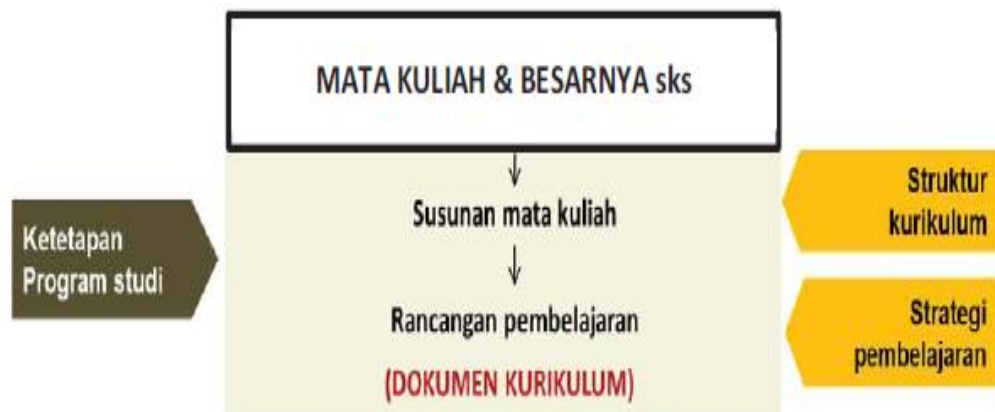 MATA KULIAH & BESARNYA sks
Susunan mata kuliah
Rancangan pembelajaran
(DOKUMEN KURIKULUM)
Ketetapan
Program studi
Struktur
kurikulum
Strategi
pembelajaran